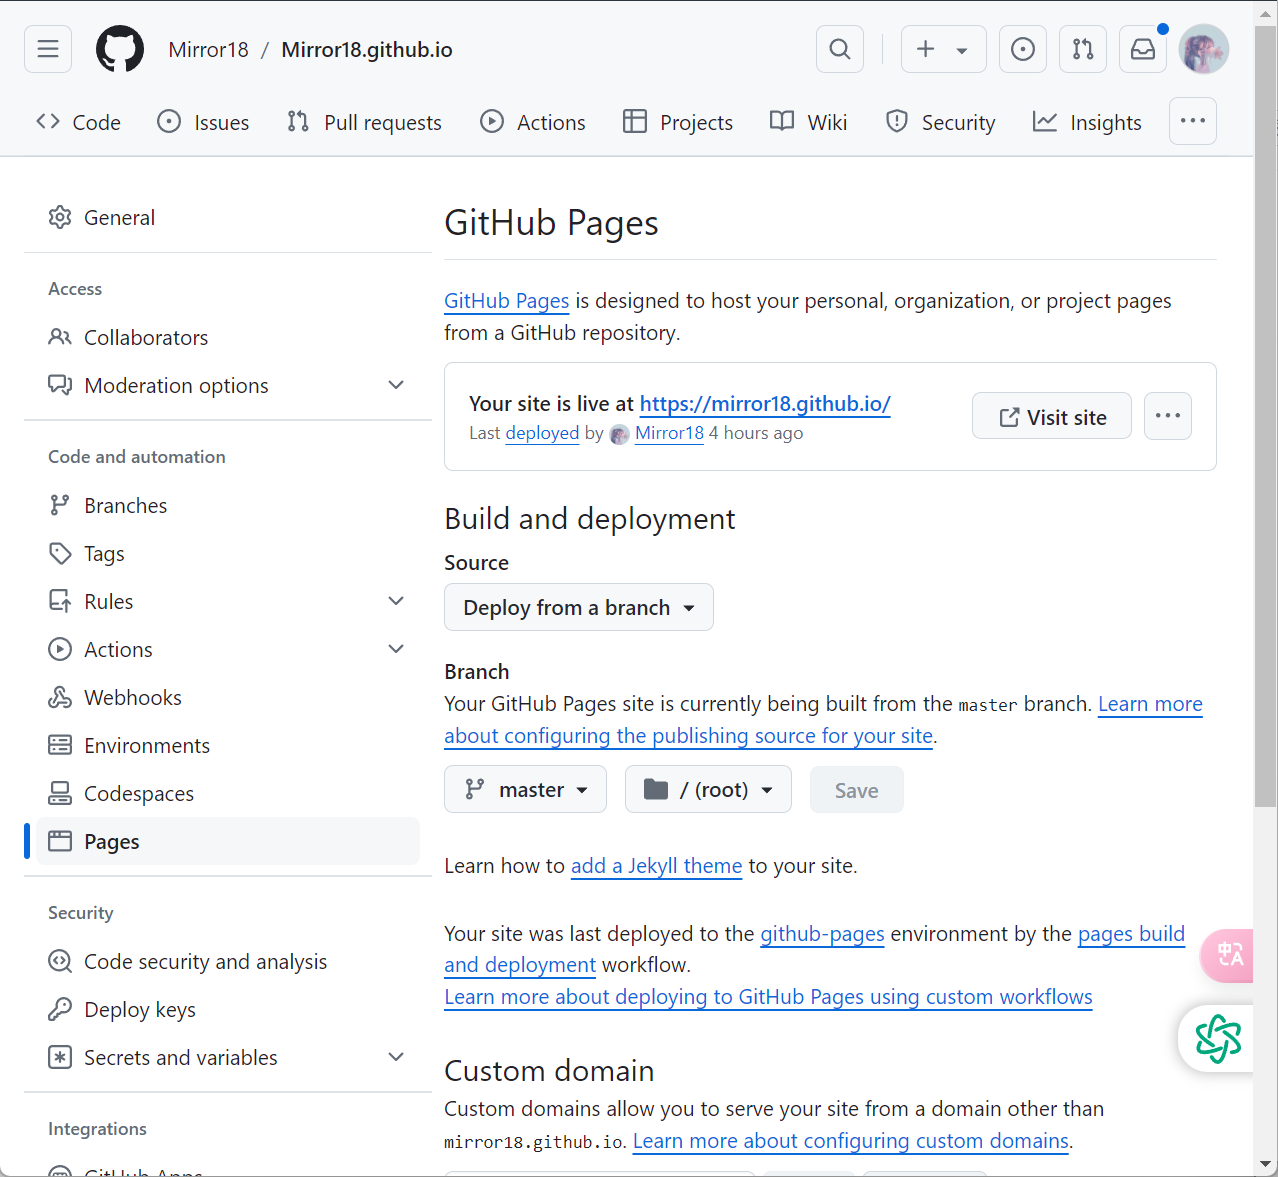 Mirror18 / Mirror18.github.io
Code Issues Pull requests Actions Projects Wiki Security Insights
General
Access
Collaborators
Moderation options
Code and automation
Branches
Tags
Rules
Actions
Webhooks
Environments
Codespaces
Pages
Security
Code security and analysis
Deploy keys
Secrets and variables
Integrations
GitHub Apps
GitHub Pages
GitHub Pages is designed to host your personal, organization, or project pages
from a GitHub repository.
Your site is live at https://mirror18.github.io/
Last deployed by Mirror18 4 hours ago
Visit site
Build and deployment
Source
Deploy from a branch
Branch
Your GitHub Pages site is currently being built from the master branch. Learn more
about configuring the publishing source for your site.
master / (root) Save
Learn how to add a Jekyll theme to your site.
Your site was last deployed to the github-pages environment by the pages build
and deployment workflow.
Learn more about deploying to GitHub Pages using custom workflows
中A
Custom domain
Custom domains allow you to serve your site from a domain other than
mirror18.github.io. Learn more about configuring custom domains.